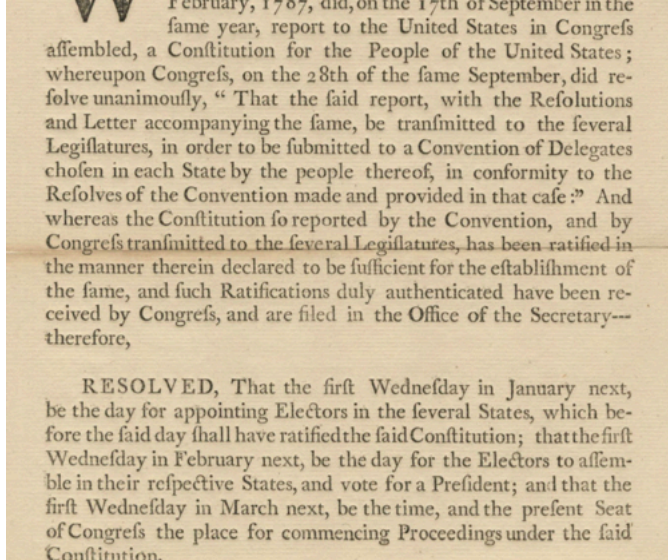 W February, 1787, did, on the 17th of September in the
ſame year, report to the United States in Congreſs
aſſembled, a Conſtitution for the People of the United States;
whereupon Congreſs, on the 28th of the ſame September, did re-
ſolve unanimouſly, “ That the ſaid report, with the Reſolutions
and Letter accompanying the ſame, be tranſmitted to the ſeveral
Legiſlatures, in order to be ſubmitted to a Convention of Delegates
choſen in each State by the people thereof, in conformity to the
Reſolves of the Convention made and provided in that caſe:” And
whereas the Conſtitution ſo reported by the Convention, and by
Congreſs tranſmitted to the ſeveral Legiſlatures, has been ratified in
the manner therein declared to be ſufficient for the eſtabliſhment of
the ſame, and ſuch Ratifications duly authenticated have been re-
ceived by Congreſs, and are filed in the Office of the Secretary---
therefore,
RESOLVED, That the firſt Wedneſday in January next,
be the day for appointing Electors in the ſeveral States, which be-
fore the ſaid day ſhall have ratified the ſaid Conſtitution; that the firſt
Wedneſday in February next, be the day for the Electors to aſſem-
ble in their reſpective States, and vote for a Preſident; and that the
firſt Wedneſday in March next, be the time, and the preſent Seat
of Congreſs the place for commencing Proceedings under the ſaid
Conſtitution.